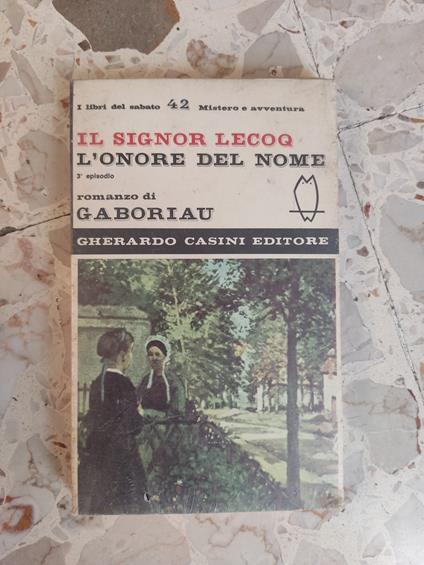 I libri del sabato 42 Mistero e avventura
IL SIGNOR LECOQ
L'ONORE DEL NOME
3° episodio
romanzo di
GABORIAU
GHERARDO CASINI EDITORE